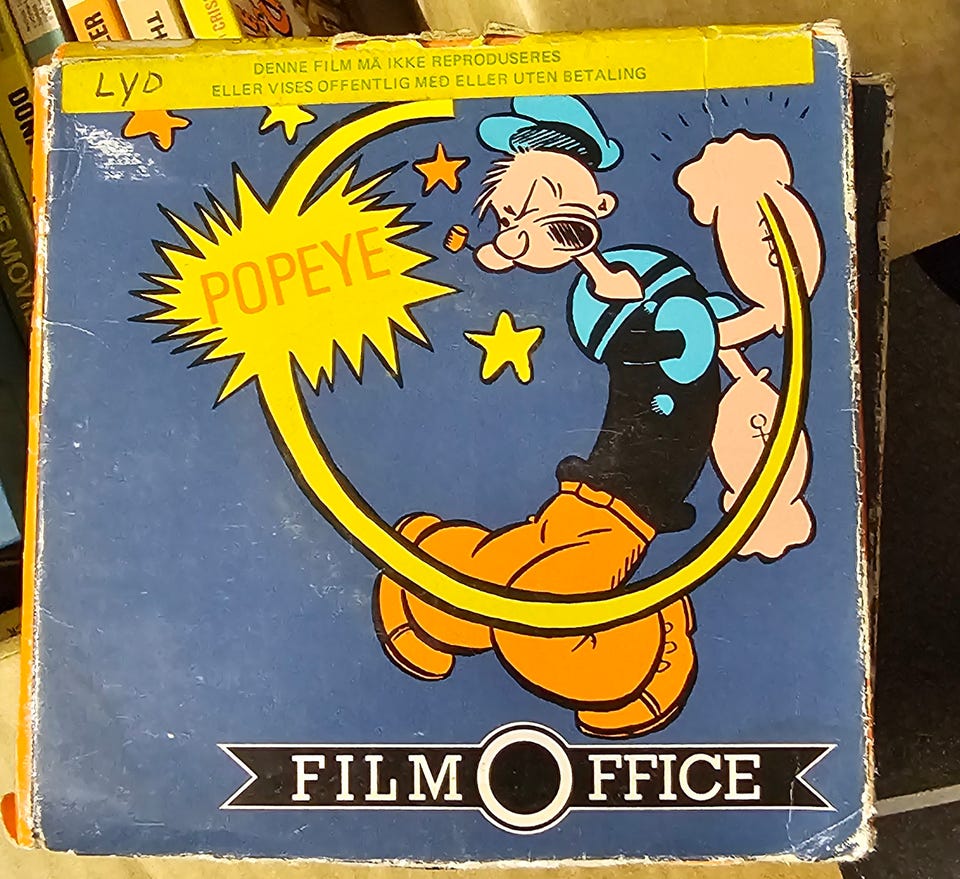 LYD
DENNE FILM MÅ IKKE REPRODUSERES
ELLER VISES OFFENTLIG MED ELLER UTEN BETALING
POPEYE
FILM OFFICE